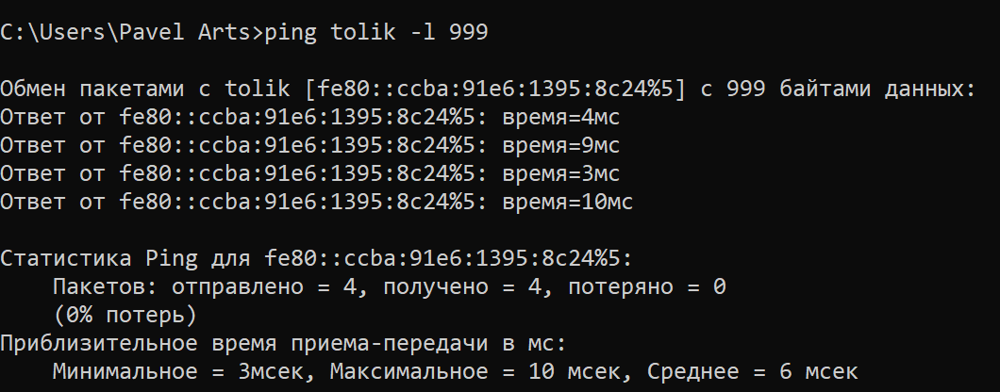 C:\Users\Pavel Arts>ping tolik -l 999
Обмен пакетами с tolik [fe80::ccba:91e6:1395:8c24%5] с 999 байтами данных:
Ответ от fe80::ccba:91e6:1395:8c24%5: время=4мс
Ответ от fe80::ccba:91e6:1395:8c24%5: время=9мс
Ответ от fe80::ccba:91e6:1395:8c24%5: время=3мс
Ответ от fe80::ccba:91e6:1395:8c24%5: время=10мс
Статистика Ping для fe80::ccba:91e6:1395:8c24%5:
Пакетов: отправлено = 4, получено = 4, потеряно = 0
(0% потерь)
Приблизительное время приема-передачи в мс:
Минимальное = 3мсек, Максимальное = 10 мсек, Среднее = 6 мсек